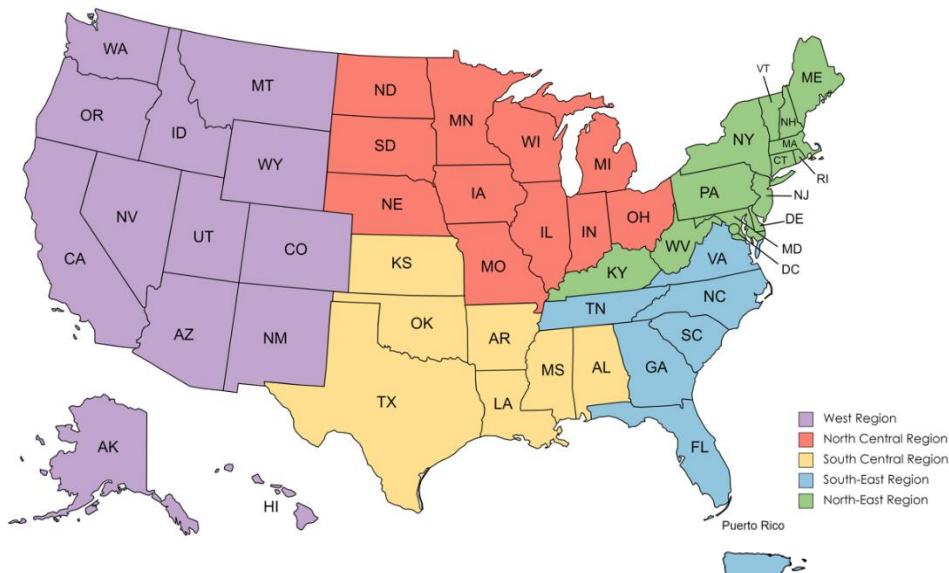 WA
MT
ND
MN
VT
ME
OR
ID
SD
WI
NH
NY
MA
WY
MI
CT
RI
PA
NJ
NE
IA
DE
NV
OH
MD
UT
IL
IN
WV
VA
DC
CA
CO
KS
MO
KY
NC
TN
OK
AR
SC
AZ
NM
MS
AL
GA
TX
LA
West Region
North Central Region
AK
FL
South Central Region
South-East Region
HI
North-East Region
Puerto Rico